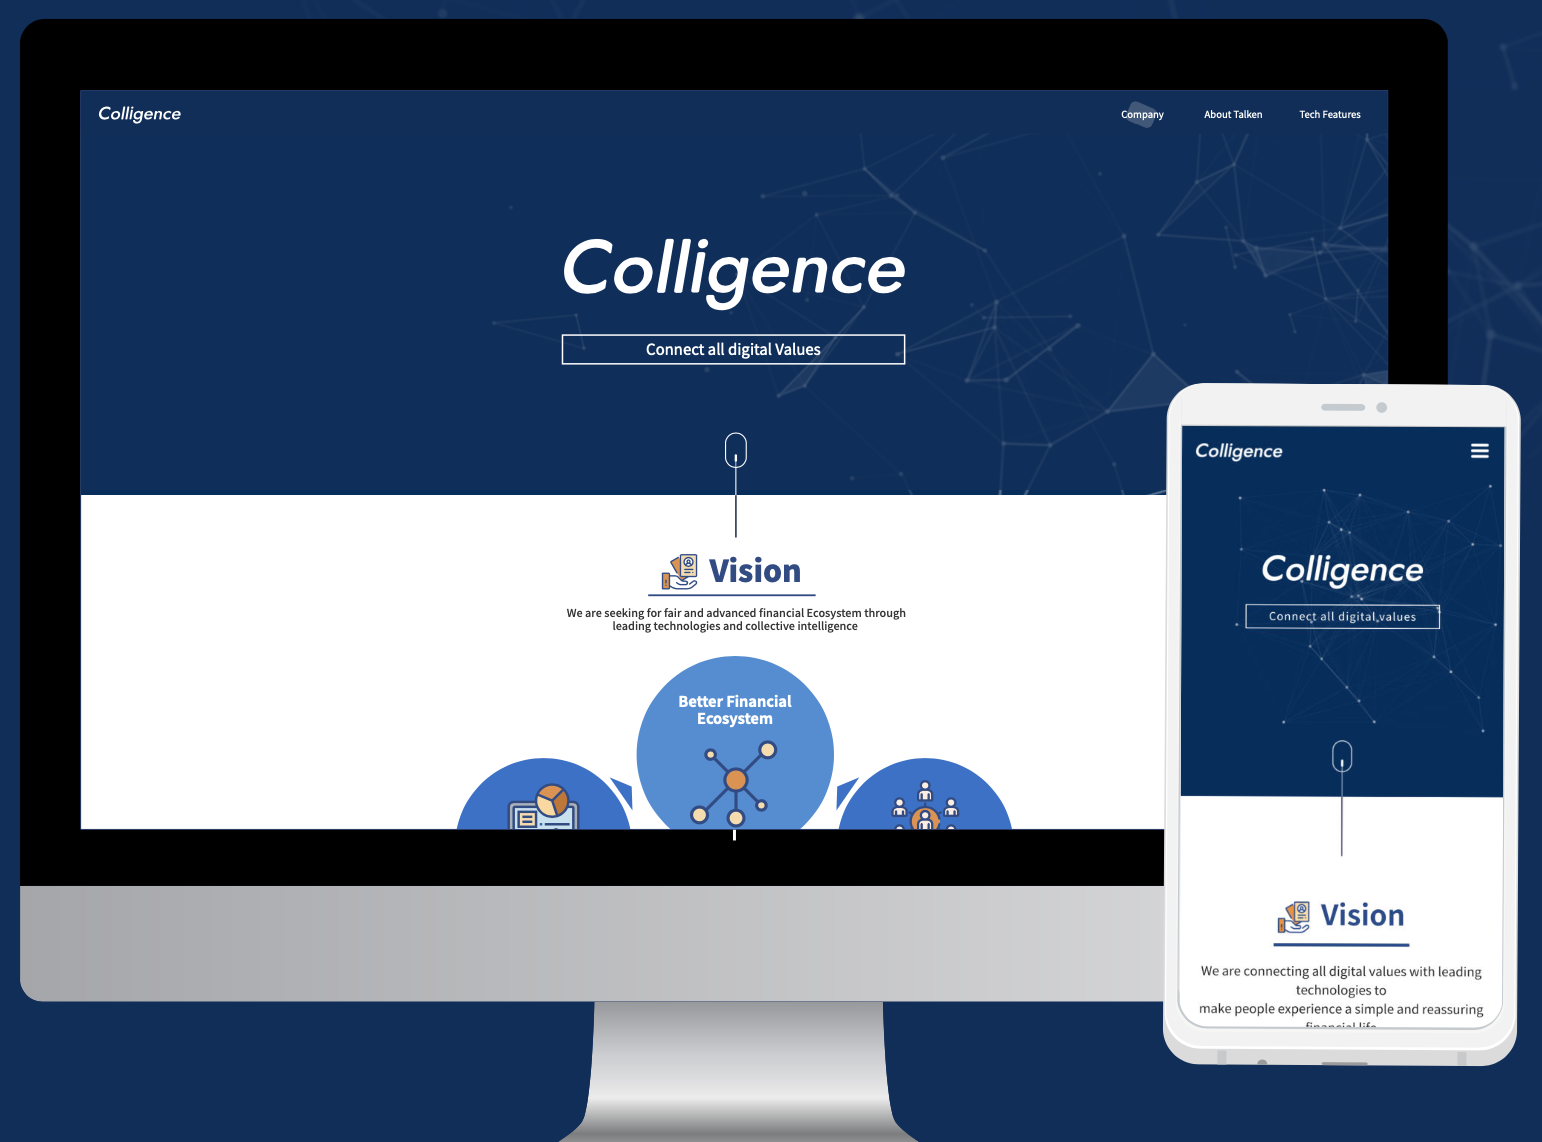 Colligence
Company
About Talken
Tech Features
Colligence
Connect all digital Values
Vision
We are seeking for fair and advanced financial Ecosystem through
leading technologies and collective intelligence
Better Financial
Ecosystem
Colligence
Colligence
Connect all digital values
Vision
We are connecting all digital values with leading
technologies to
make people experience a simple and reassuring
financial life